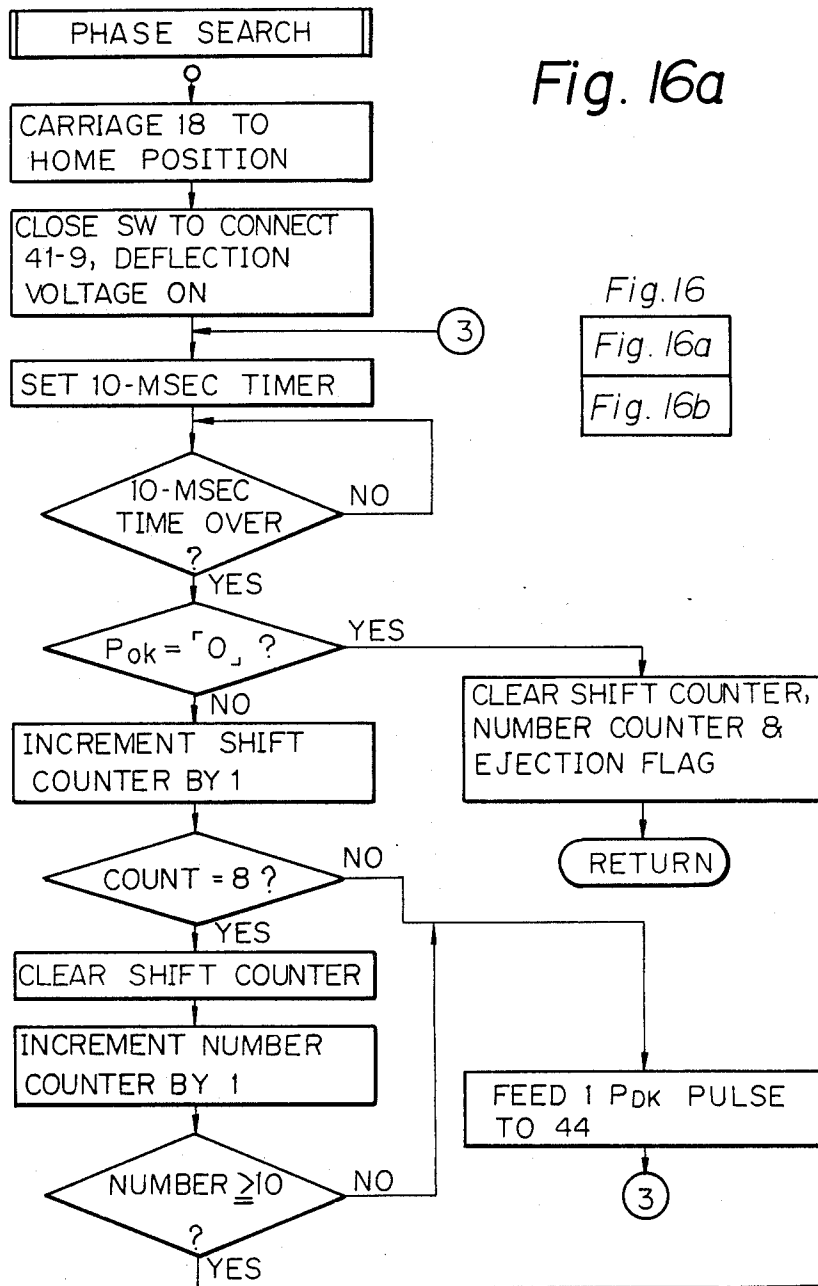 PHASE SEARCH
Fig. 16a
CARRIAGE 18 TO
HOME POSITION
CLOSE SW TO CONNECT
41-9, DEFLECTION
VOLTAGE ON
3
Fig. 16
Fig. 16a
Fig. 16b
SET 10-MSEC TIMER
10-MSEC
TIME OVER
?
NO
YES
Pok = 「0」 ?
YES
NO
CLEAR SHIFT COUNTER,
NUMBER COUNTER &
EJECTION FLAG
INCREMENT SHIFT
COUNTER BY 1
RETURN
COUNT = 8 ?
NO
YES
CLEAR SHIFT COUNTER
INCREMENT NUMBER
COUNTER BY 1
FEED 1 PDK PULSE
TO 44
NUMBER ≥10
?
NO
3
YES